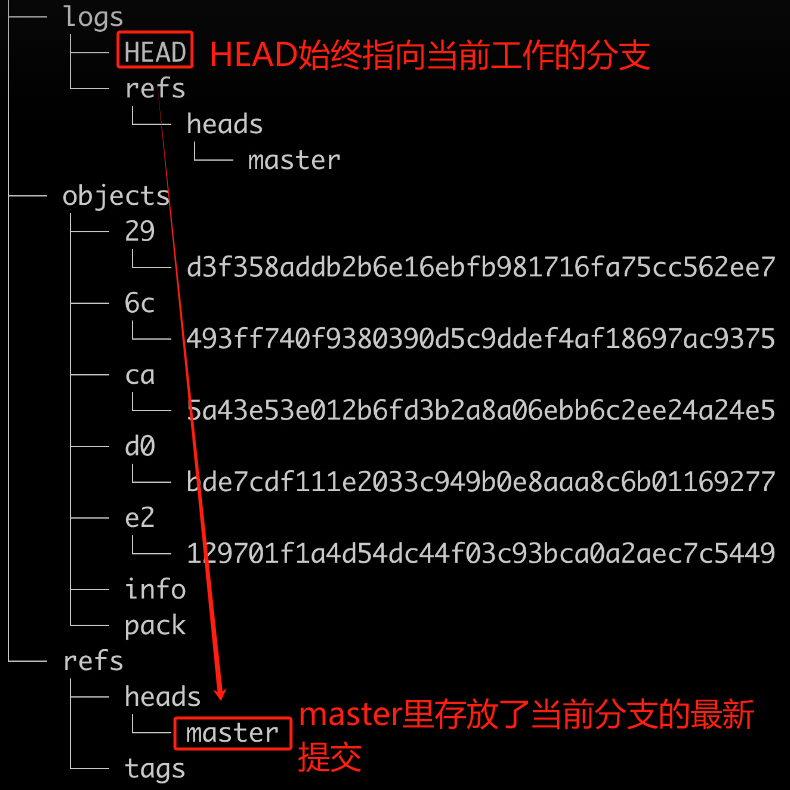 logs
HEAD HEAD始终指向当前工作的分支
refs
heads
master
objects
29
d3f358addb2b6e16ebfb981716fa75cc562ee7
6c
493ff740f9380390d5c9ddef4af18697ac9375
ca
5a43e53e012b6fd3b2a8a06ebb6c2ee24a24e5
d0
bde7cdf111e2033c949b0e8aaa8c6b01169277
e2
129701f1a4d54dc44f03c93bca0a2aec7c5449
info
pack
refs
heads
master master里存放了当前分支的最新
提交
tags